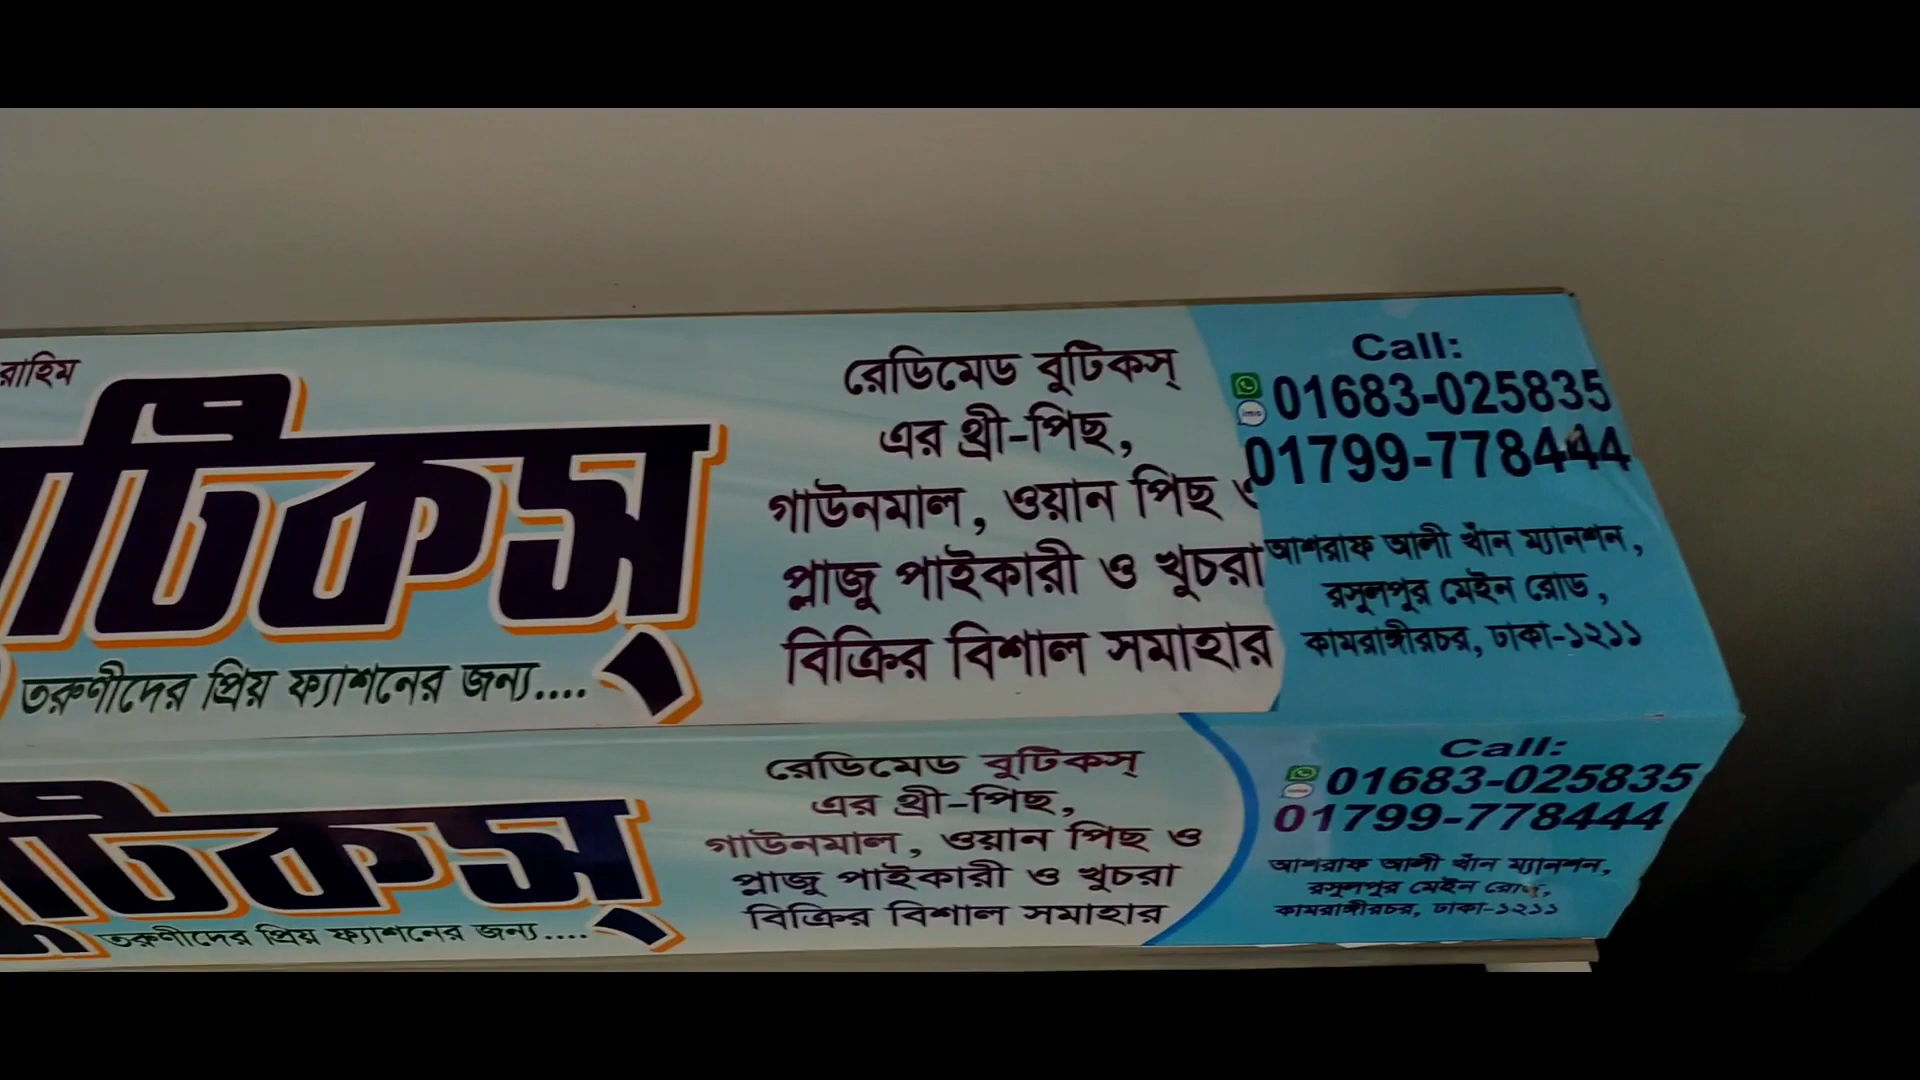 রাহিম
টিকস্
তরুণীদের প্রিয় ফ্যাশনের জন্য....
রেডিমেড বুটিকস্
এর থ্রী-পিছ,
গাউনমাল, ওয়ান পিছ ও
প্লাজু পাইকারী ও খুচরা
বিক্রির বিশাল সমাহার
Call:
01683-025835
01799-778444
আশরাফ আলী খাঁন ম্যানশন,
রসুলপুর মেইন রোড,
কামরাঙ্গীরচর, ঢাকা-১২১১
টিকস্
তরুণীদের প্রিয় ফ্যাশনের জন্য....
রেডিমেড বুটিকস্
এর থ্রী-পিছ,
গাউনমাল, ওয়ান পিছ ও
প্লাজু পাইকারী ও খুচরা
বিক্রির বিশাল সমাহার
Call:
01683-025835
01799-778444
আশরাফ আলী খাঁন ম্যানশন,
রসুলপুর মেইন রোড,
কামরাঙ্গীরচর, ঢাকা-১২১১